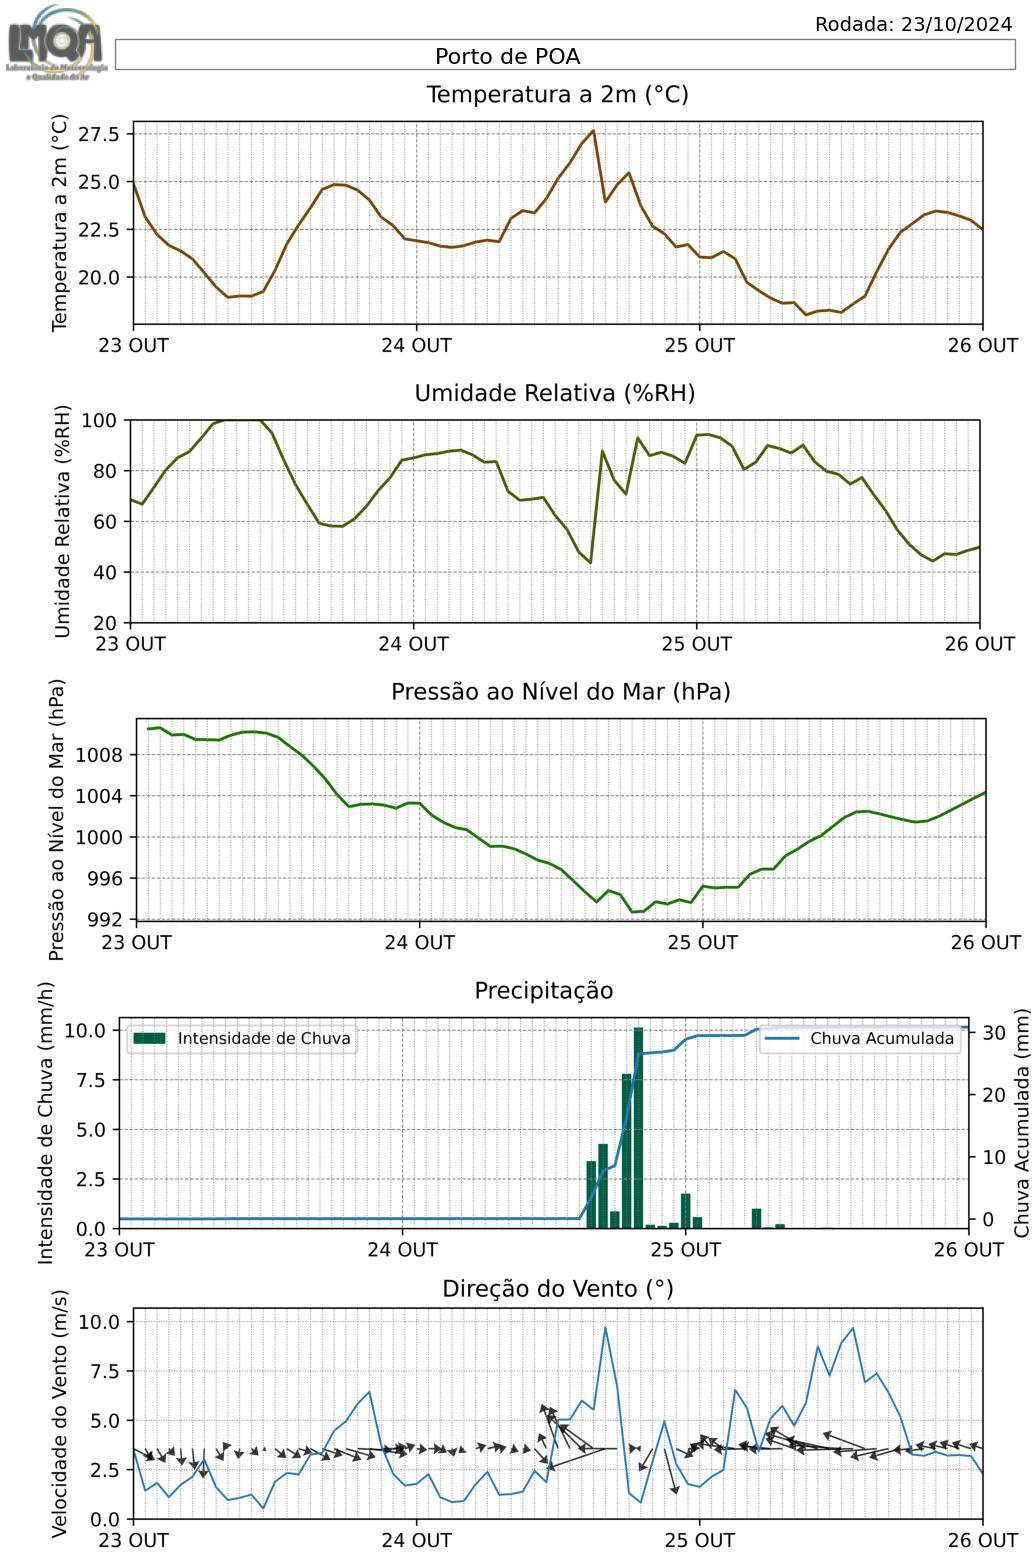 LMQA
Laboratório de Meteorologia
e Qualidade do Ar
Rodada: 23/10/2024
Porto de POA
Temperatura a 2m (°C)
Temperatura a 2m (°C)
27.5
25.0
22.5
20.0
23 OUT 24 OUT 25 OUT 26 OUT
Umidade Relativa (%RH)
Umidade Relativa (%RH)
100
80
60
40
20
23 OUT 24 OUT 25 OUT 26 OUT
Pressão ao Nível do Mar (hPa)
Pressão ao Nível do Mar (hPa)
1008
1004
1000
996
992
23 OUT 24 OUT 25 OUT 26 OUT
Precipitação
Intensidade de Chuva (mm/h)
10.0
7.5
5.0
2.5
0.0
Intensidade de Chuva
Chuva Acumulada
30
20
10
0
Chuva Acumulada (mm)
23 OUT 24 OUT 25 OUT 26 OUT
Direção do Vento (°)
Velocidade do Vento (m/s)
10.0
7.5
5.0
2.5
0.0
23 OUT 24 OUT 25 OUT 26 OUT